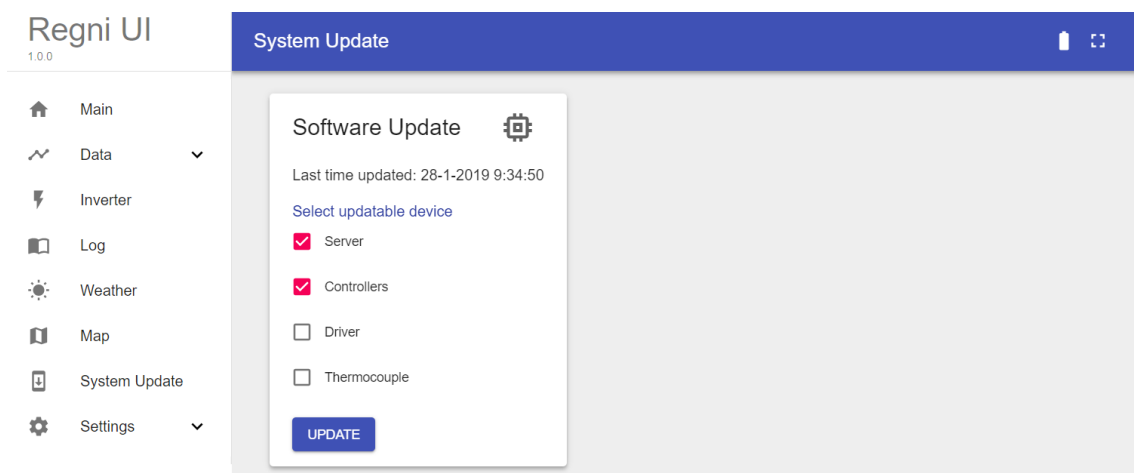 Regni UI
1.0.0
System Update
Main
Data
Inverter
Log
Weather
Map
System Update
Settings
Software Update
Last time updated: 28-1-2019 9:34:50
Select updatable device
Server
Controllers
Driver
Thermocouple
UPDATE